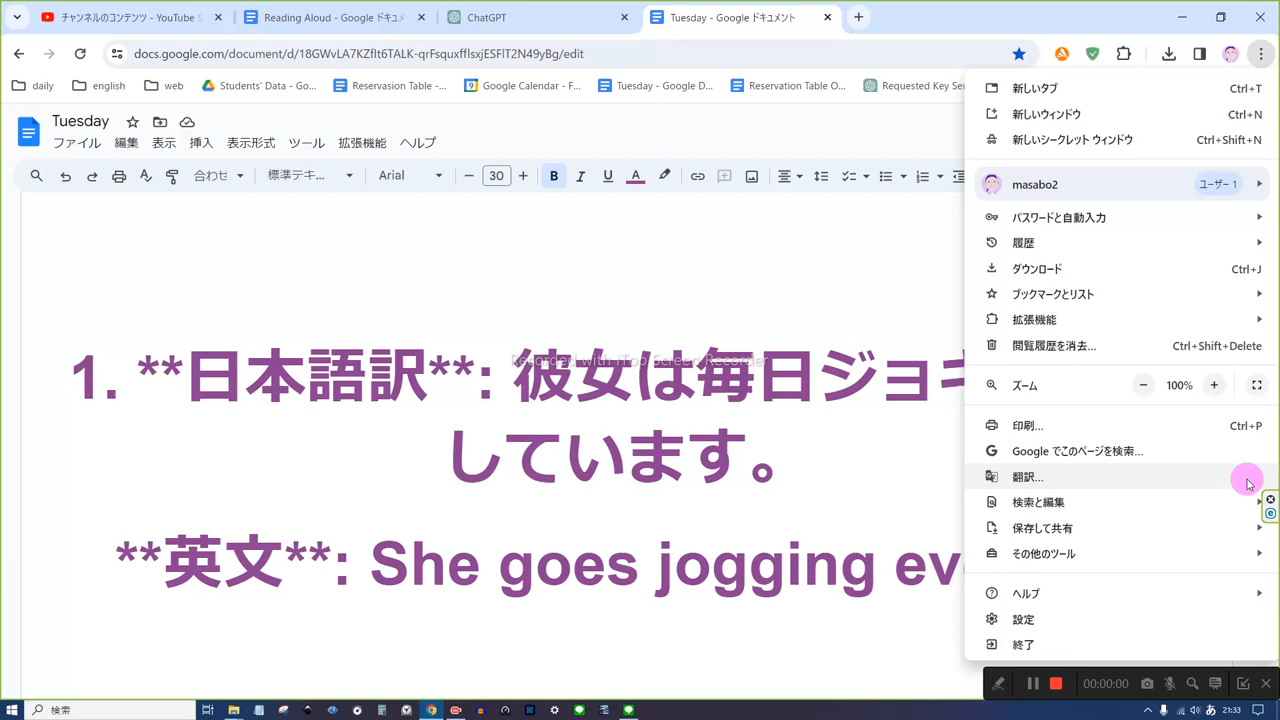 チャンネルのコンテンツ - YouTube S
Reading Aloud - Google ドキュメ
ChatGPT
Tuesday - Google ドキュメント
docs.google.com/document/d/18GWvLA7KZflt6TALK-qrFsquxfflsxjESFlT2N49yBg/edit
daily
english
web
Students' Data - Goo...
Reservasion Table -...
Google Calendar - F...
Tuesday - Google D...
Reservation Table O...
Requested Key Se
Tuesday
ファイル 編集 表示 挿入 表示形式 ツール 拡張機能 ヘルプ
合わせ 標準テキ... Arial 30 B I U A
1. **日本語訳**: 彼女は毎日ジョギ
しています。
**英文**: She goes jogging eve
Recorded with iTop Screen Recorder
新しいタブ Ctrl+T
新しいウィンドウ Ctrl+N
新しいシークレット ウィンドウ Ctrl+Shift+N
masabo2 ユーザー 1
パスワードと自動入力
履歴
ダウンロード Ctrl+J
ブックマークとリスト
拡張機能
閲覧履歴を消去... Ctrl+Shift+Delete
ズーム 100%
印刷... Ctrl+P
Google でこのページを検索...
翻訳...
検索と編集
保存して共有
その他のツール
ヘルプ
設定
終了
00:00:00
検索
あ 21:33